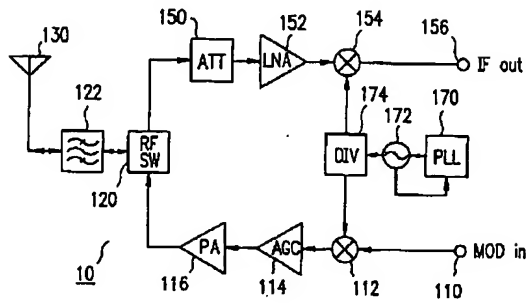 130
150
152
154
156
ATT
LNA
IF out
122
174
172
170
RF
SW
DIV
PLL
120
10
PA
AGC
MOD in
116
114
112
110